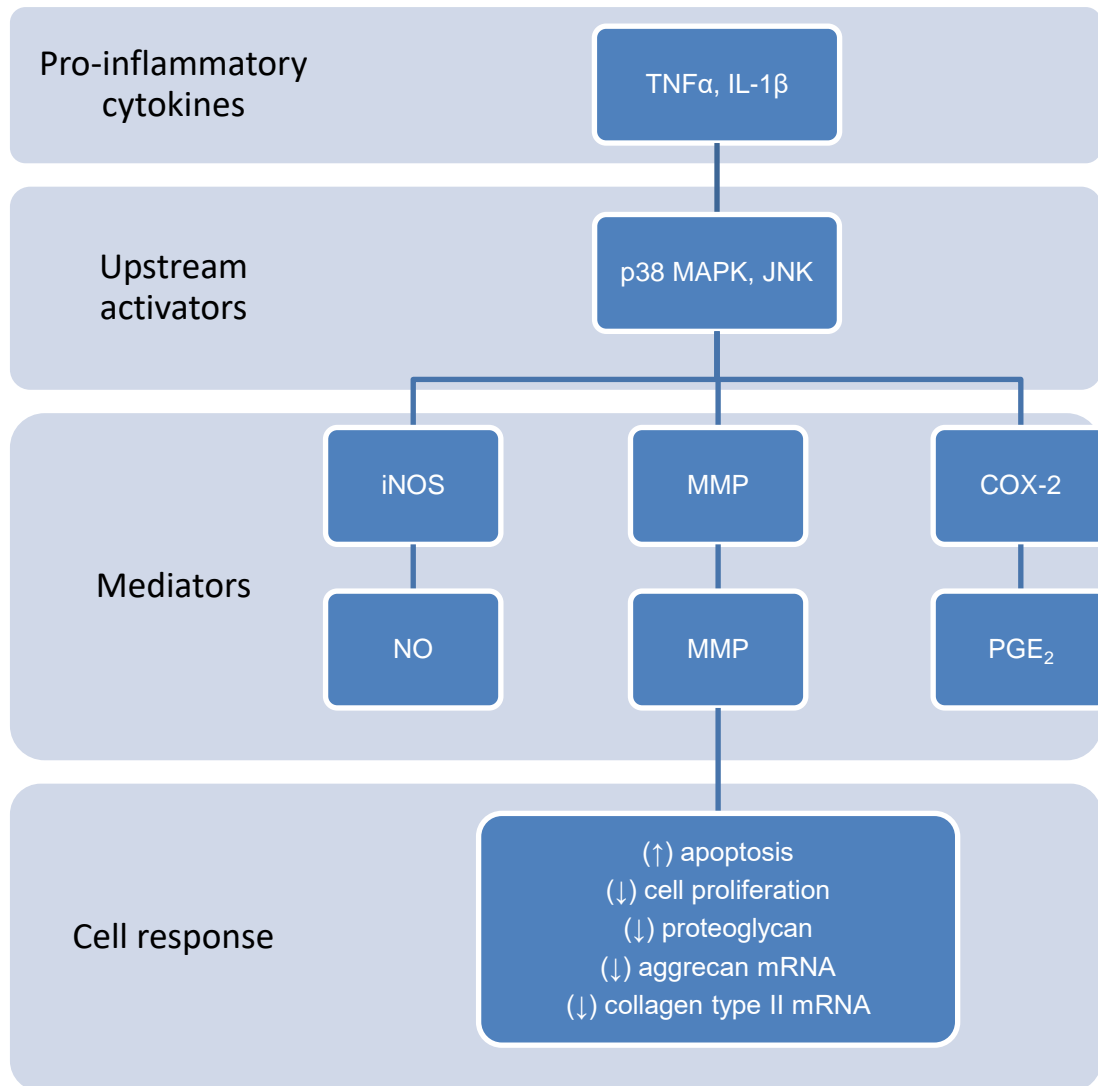 Pro-inflammatory
cytokines
TNFα, IL-1β
Upstream
activators
p38 MAPK, JNK
Mediators
iNOS
MMP
COX-2
NO
MMP
PGE₂
Cell response
(↑) apoptosis
(↓) cell proliferation
(↓) proteoglycan
(↓) aggrecan mRNA
(↓) collagen type II mRNA